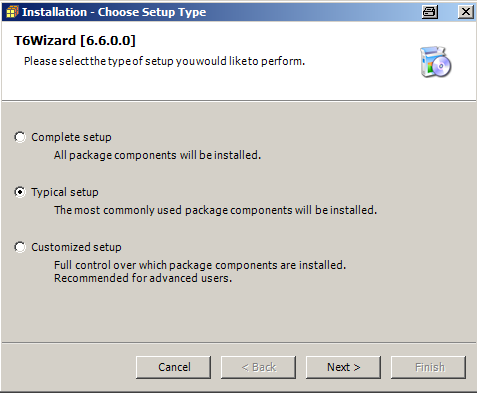 Installation - Choose Setup Type
T6Wizard [6.6.0.0]
Please select the type of setup you would like to perform.
Complete setup
All package components will be installed.
Typical setup
The most commonly used package components will be installed.
Customized setup
Full control over which package components are installed.
Recommended for advanced users.
Cancel < Back Next > Finish